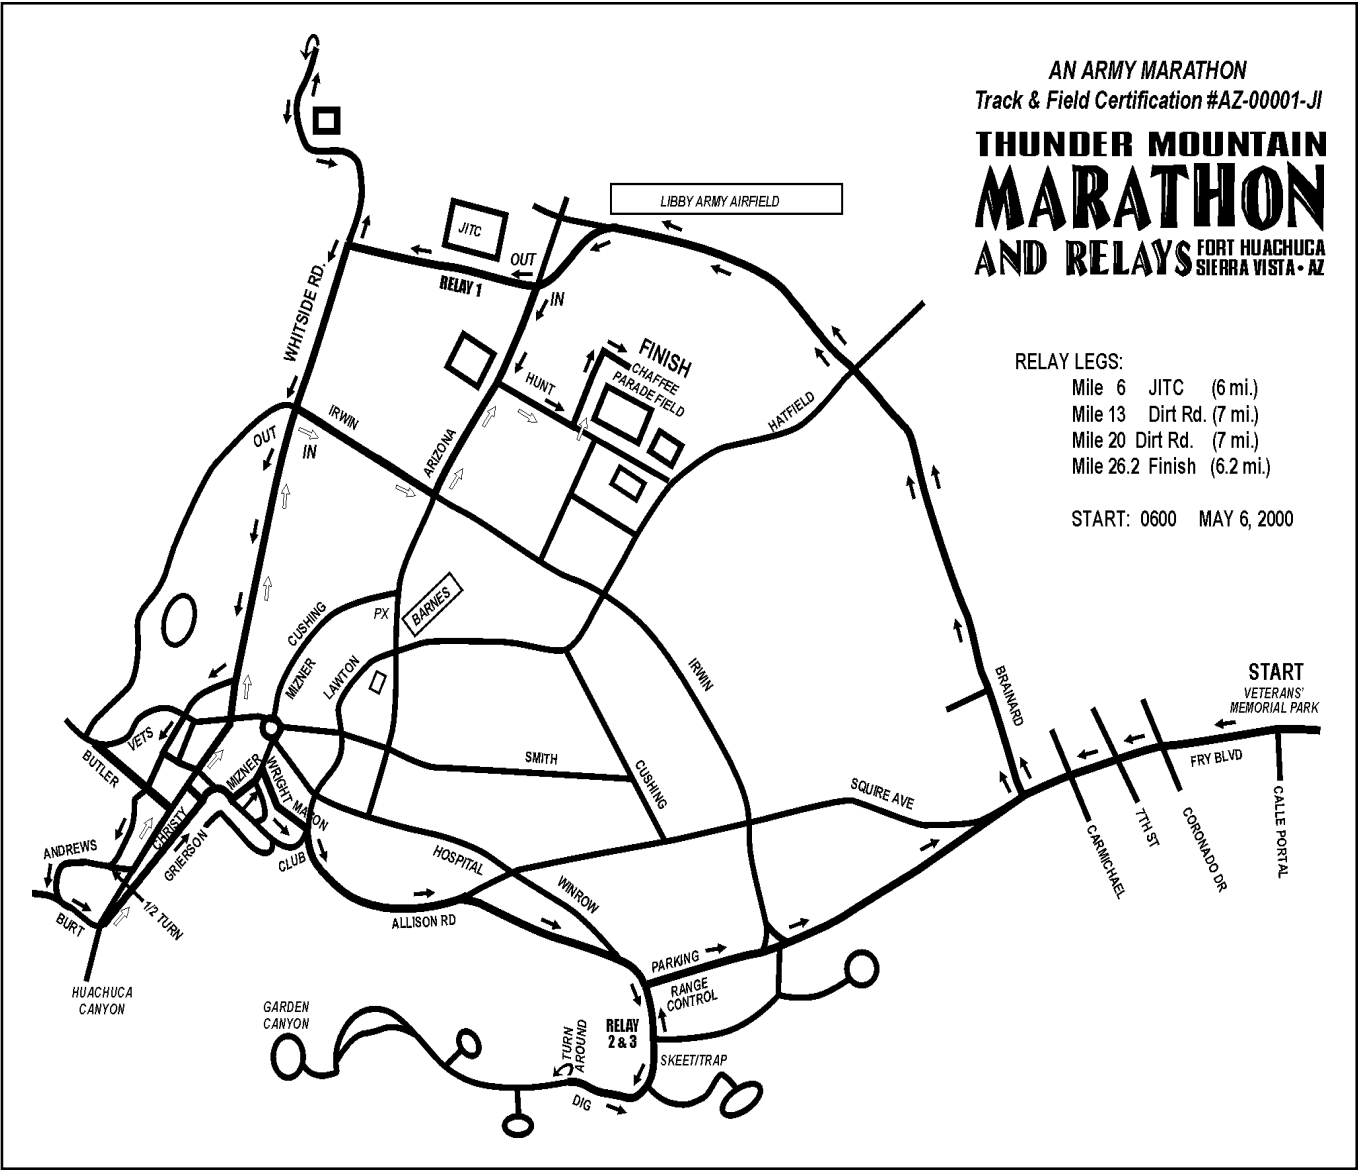 AN ARMY MARATHON
Track & Field Certification #AZ-00001-JI
THUNDER MOUNTAIN
MARATHON
AND RELAYS
FORT HUACHUCA
SIERRA VISTA • AZ
LIBBY ARMY AIRFIELD
JITC
OUT
RELAY 1
IN
WHITSIDE RD.
HUNT
FINISH
CHAFFEE
PARADE FIELD
HATFIELD
RELAY LEGS:
Mile 6 JITC (6 mi.)
Mile 13 Dirt Rd. (7 mi.)
Mile 20 Dirt Rd. (7 mi.)
Mile 26.2 Finish (6.2 mi.)
START: 0600 MAY 6, 2000
IRWIN
OUT
IN
ARIZONA
CUSHING
PX
BARNES
MIZNER
LAWTON
IRWIN
BRAINARD
START
VETERANS'
MEMORIAL PARK
FRY BLVD
VETS
BUTLER
MIZNER
WRIGHT
MASON
SMITH
CUSHING
SQUIRE AVE
CARMICHAEL
7TH ST
CORONADO DR
CALLE PORTAL
ANDREWS
CHRISTY
GRIERSON
CLUB
HOSPITAL
WINROW
BURT
1/2 TURN
ALLISON RD
PARKING
RANGE
CONTROL
HUACHUCA
CANYON
GARDEN
CANYON
TURN
AROUND
RELAY
2 & 3
SKEET/TRAP
DIG